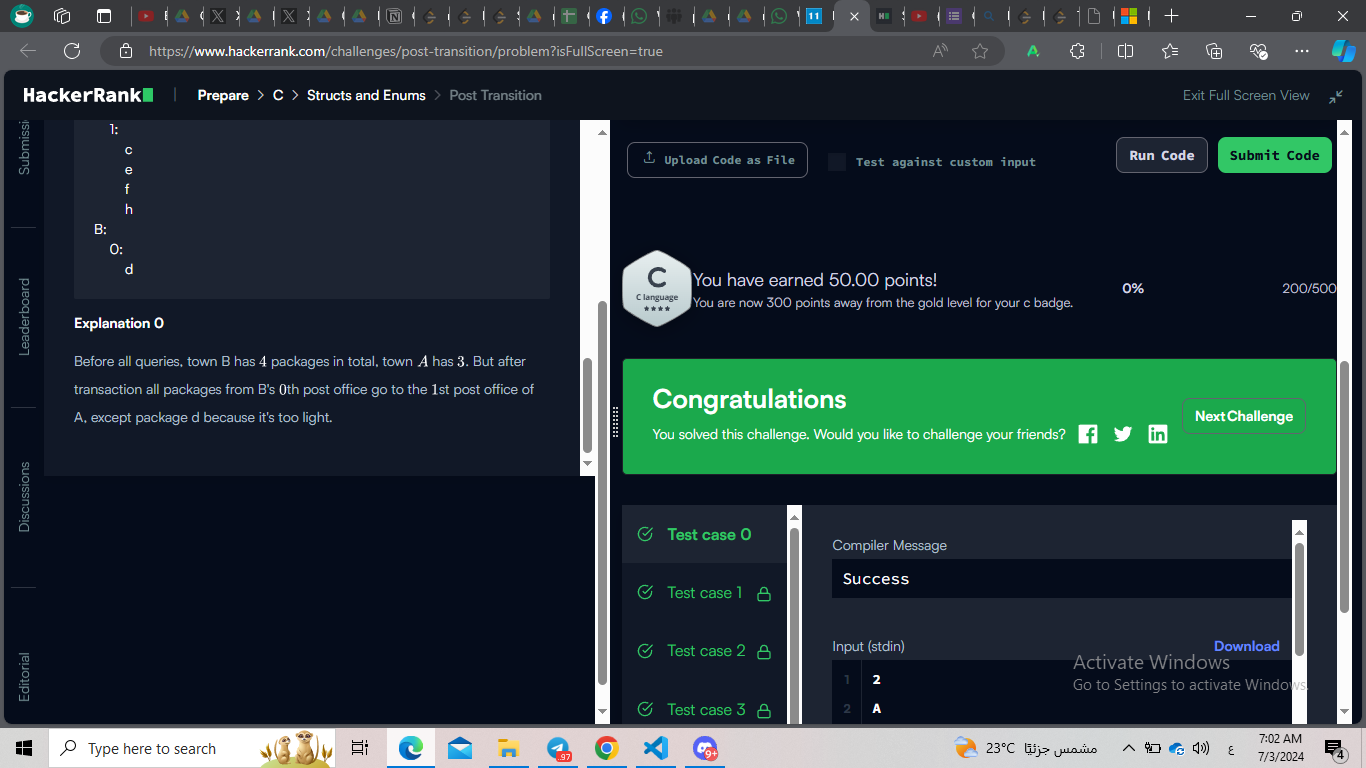 https://www.hackerrank.com/challenges/post-transition/problem?isFullScreen=true
HackerRank
Prepare > C > Structs and Enums > Post Transition
Exit Full Screen View
Leaderboard
Discussions
Editorial
1:
c
e
f
h
B:
0:
d
Explanation 0
Before all queries, town B has 4 packages in total, town A has 3. But after
transaction all packages from B's 0th post office go to the 1st post office of
A, except package d because it's too light.
Upload Code as File
Test against custom input
Run Code
Submit Code
C
C language
You have earned 50.00 points!
You are now 300 points away from the gold level for your c badge.
0%
200/500
Congratulations
You solved this challenge. Would you like to challenge your friends?
Next Challenge
Test case 0
Test case 1
Test case 2
Test case 3
Compiler Message
Success
Input (stdin)
Download
1 2
2 A
Activate Windows
Go to Settings to activate Windows.
Type here to search
97
9+
23°C مشمس جزئيًا
ع
7:02 AM
7/3/2024
4